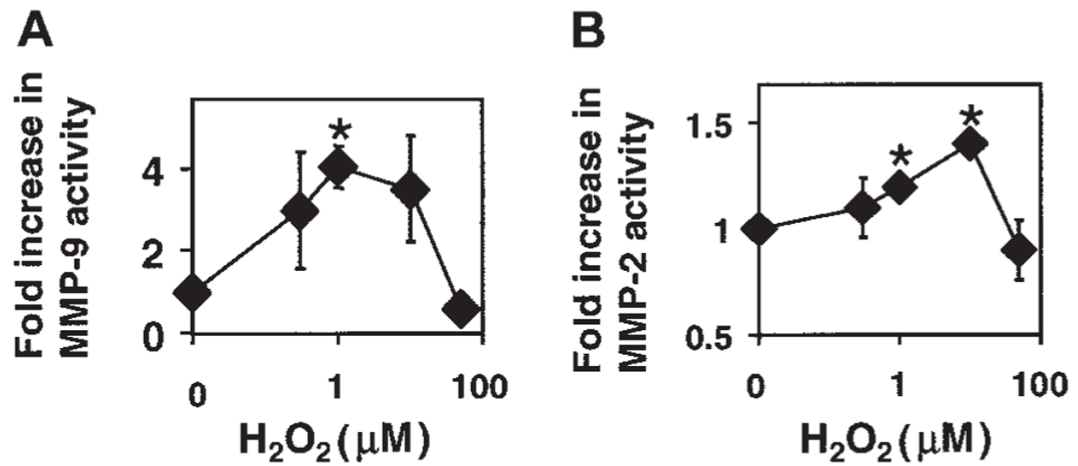 A
Fold increase in
MMP-9 activity
4
2
0
*
0 1 100
H₂O₂ (μM)
B
Fold increase in
MMP-2 activity
1.5
1
0.5
*
*
0 1 100
H₂O₂ (μM)